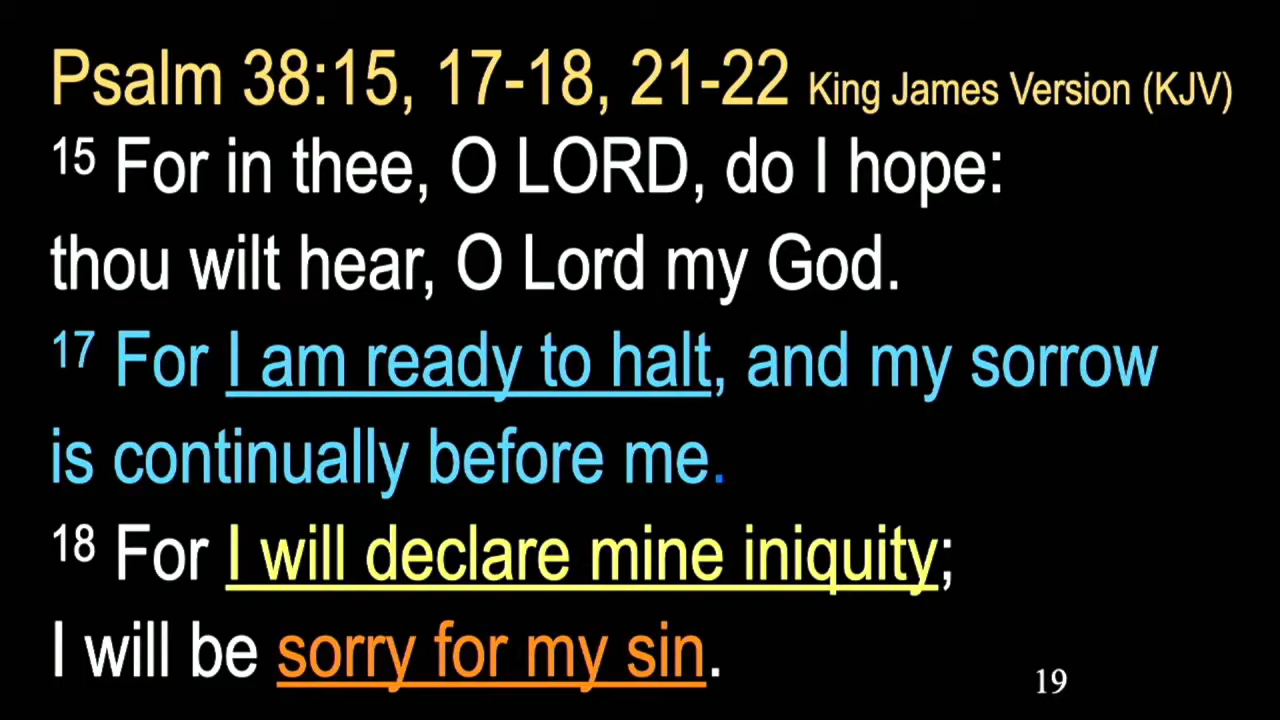 Psalm 38:15, 17-18, 21-22 King James Version (KJV)
15 For in thee, O LORD, do I hope:
thou wilt hear, O Lord my God.
17 For I am ready to halt, and my sorrow
is continually before me.
18 For I will declare mine iniquity;
I will be sorry for my sin.
19